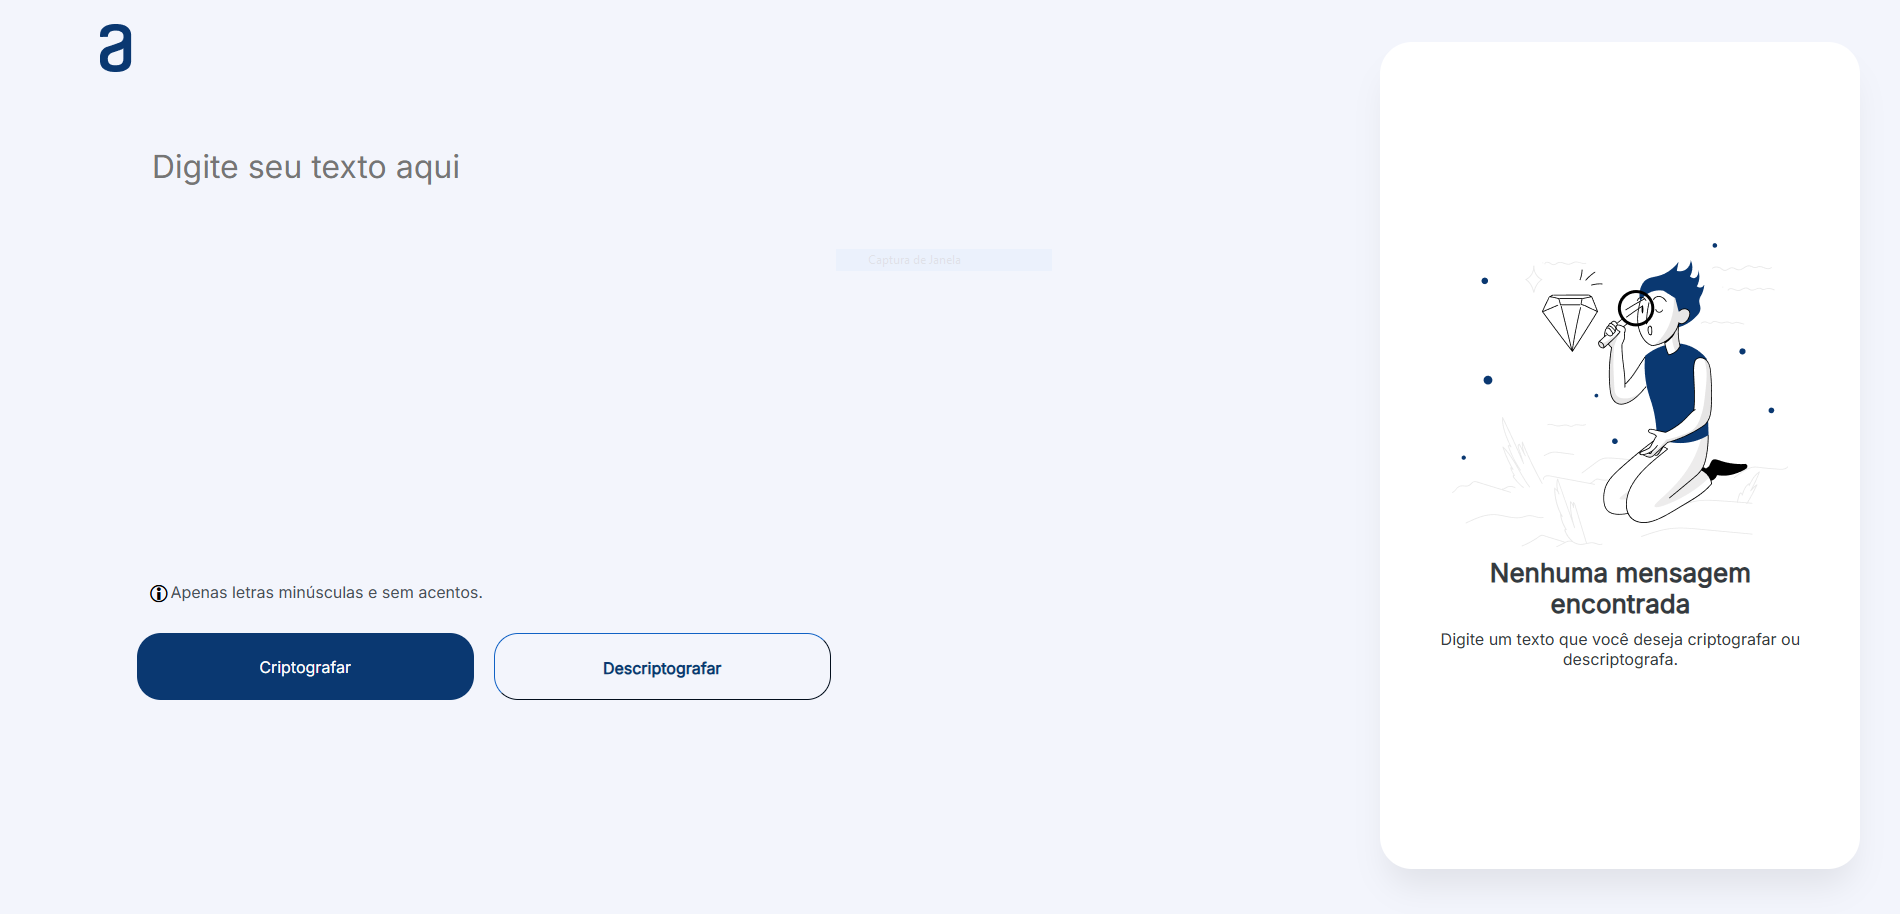 a
Digite seu texto aqui
Captura de Janela
Apenas letras minúsculas e sem acentos.
Criptografar
Descriptografar
Nenhuma mensagem
encontrada
Digite um texto que você deseja criptografar ou
descriptografa.